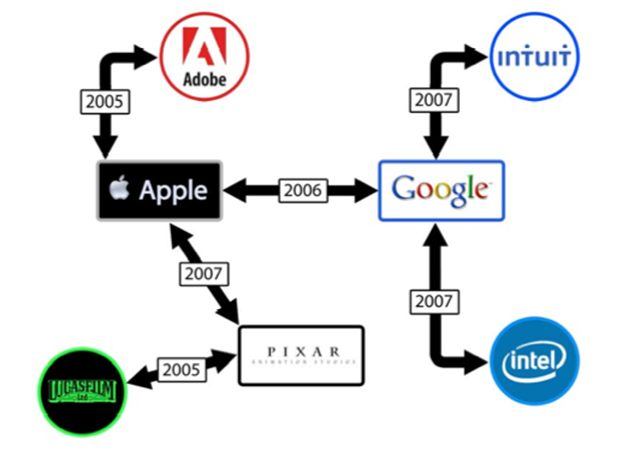 Adobe
INTUIT
2005
2007
Apple
2006
Google
2007
2007
PIXAR
ANIMATION STUDIOS
2005
LUCASFILM
Ltd
intel